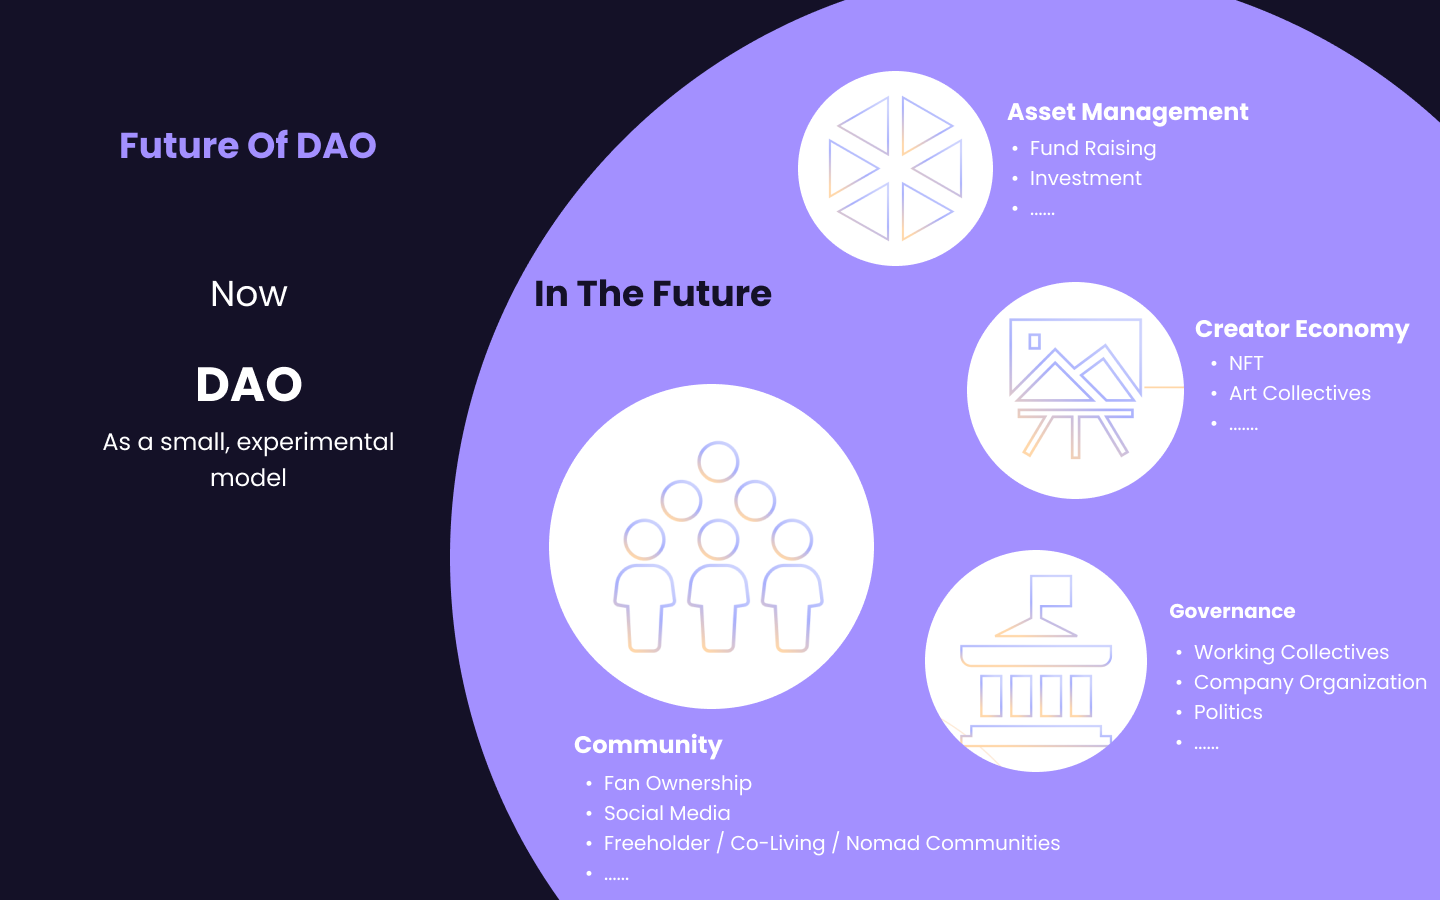 Future Of DAO
Now
DAO
As a small, experimental
model
In The Future
Asset Management
• Fund Raising
• Investment
• ......
Creator Economy
• NFT
• Art Collectives
• .......
Governance
• Working Collectives
• Company Organization
• Politics
• ......
Community
• Fan Ownership
• Social Media
• Freeholder / Co-Living / Nomad Communities
• ......